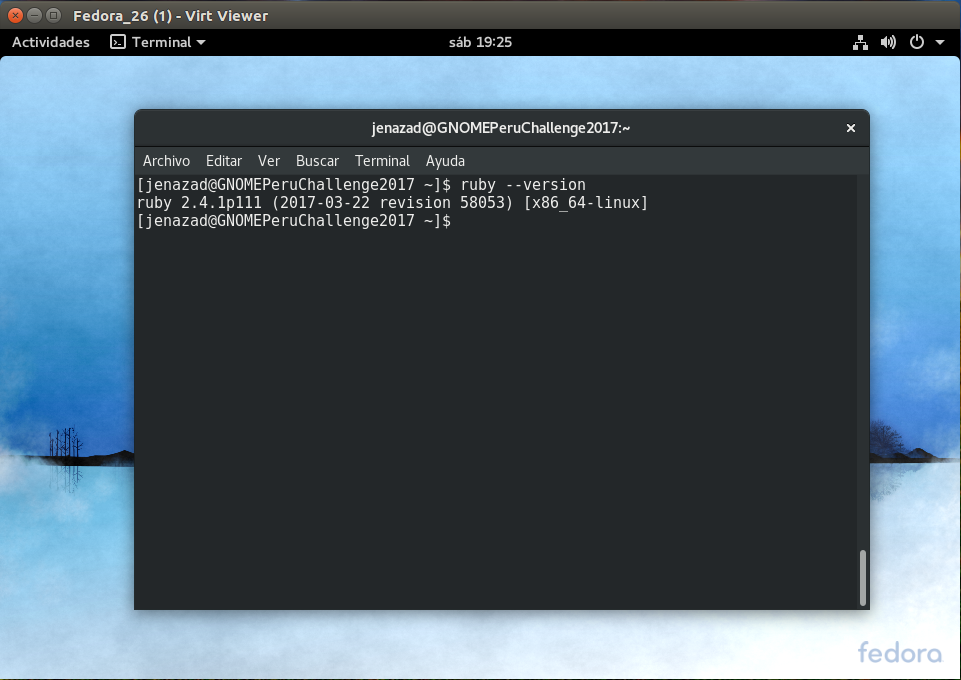 Fedora_26 (1) - Virt Viewer
Actividades Terminal sáb 19:25
jenazad@GNOMEPeruChallenge2017:~
Archivo Editar Ver Buscar Terminal Ayuda
[jenazad@GNOMEPeruChallenge2017 ~]$ ruby --version
ruby 2.4.1p111 (2017-03-22 revision 58053) [x86_64-linux]
[jenazad@GNOMEPeruChallenge2017 ~]$
fedora